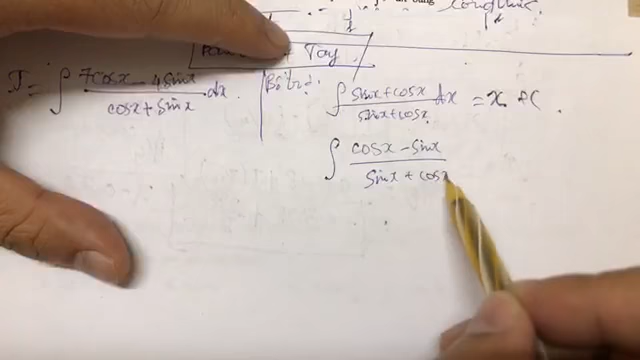 Tay.
I = ∫ (7cosx - 4sinx)/(cosx + sinx) dx. Bổ trợ: ∫ (sinx + cosx)/(sinx + cosx) dx = x + C.
∫ (cosx - sinx)/(sinx + cosx)